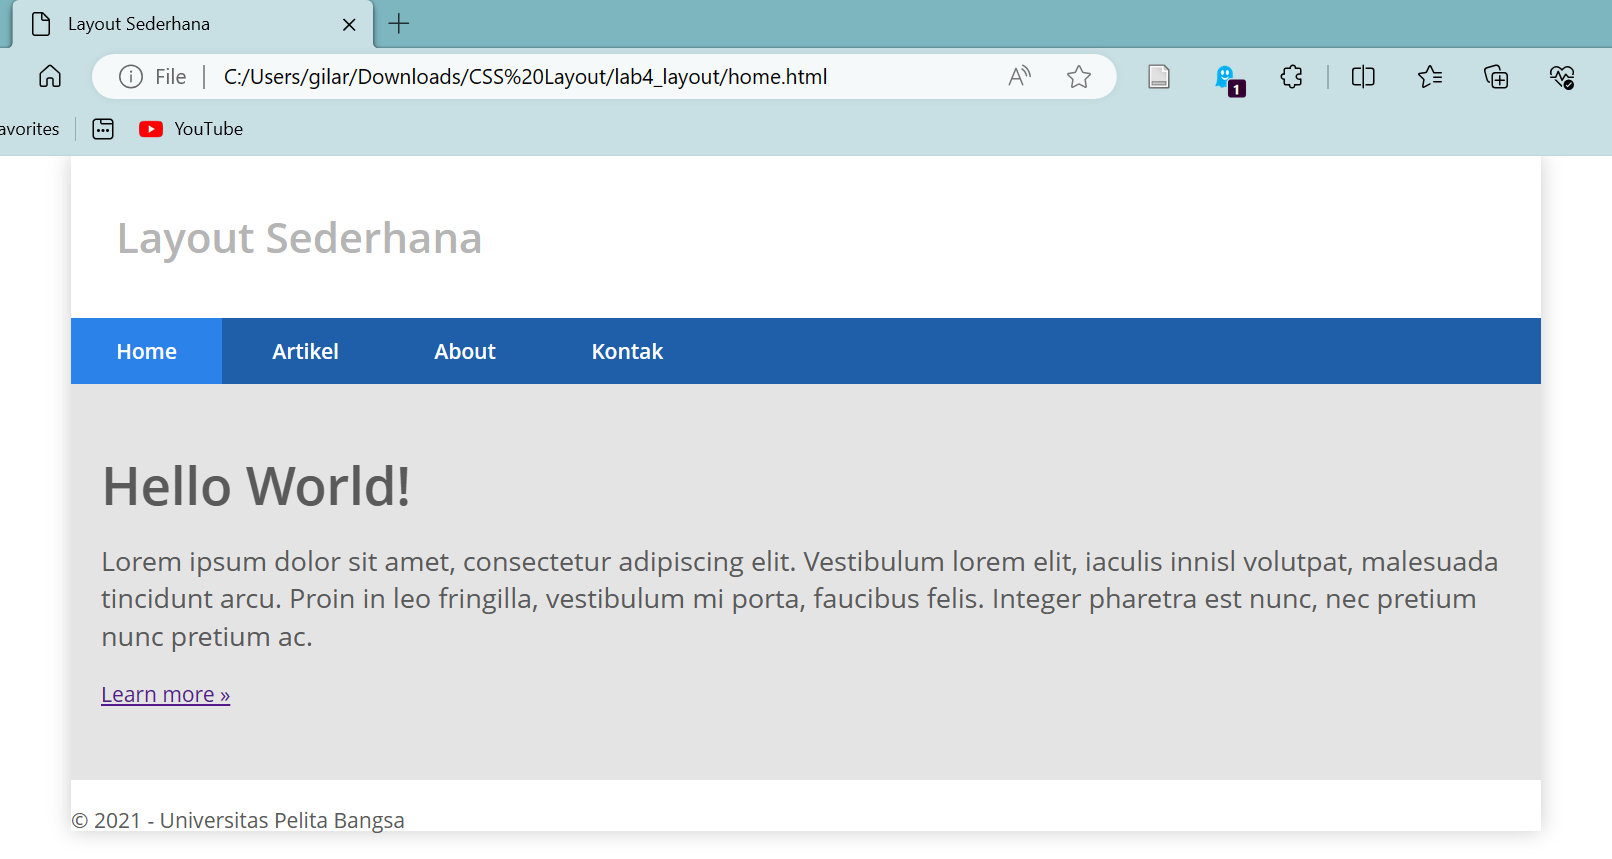 Layout Sederhana
File
C:/Users/gilar/Downloads/CSS%20Layout/lab4_layout/home.html
A
1
avorites
YouTube
Layout Sederhana
Home Artikel About Kontak
Hello World!
Lorem ipsum dolor sit amet, consectetur adipiscing elit. Vestibulum lorem elit, iaculis innisl volutpat, malesuada
tincidunt arcu. Proin in leo fringilla, vestibulum mi porta, faucibus felis. Integer pharetra est nunc, nec pretium
nunc pretium ac.
Learn more »
© 2021 - Universitas Pelita Bangsa